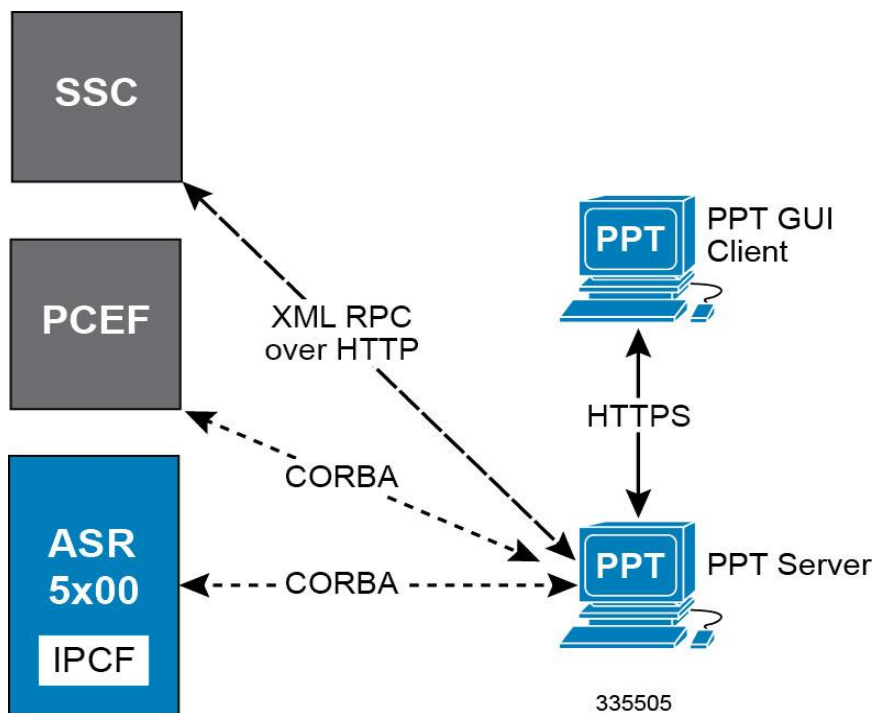 SSC
PCEF
ASR
5x00
IPCF
XML RPC
over HTTP
CORBA
CORBA
PPT
PPT GUI
Client
HTTPS
PPT
PPT Server
335505